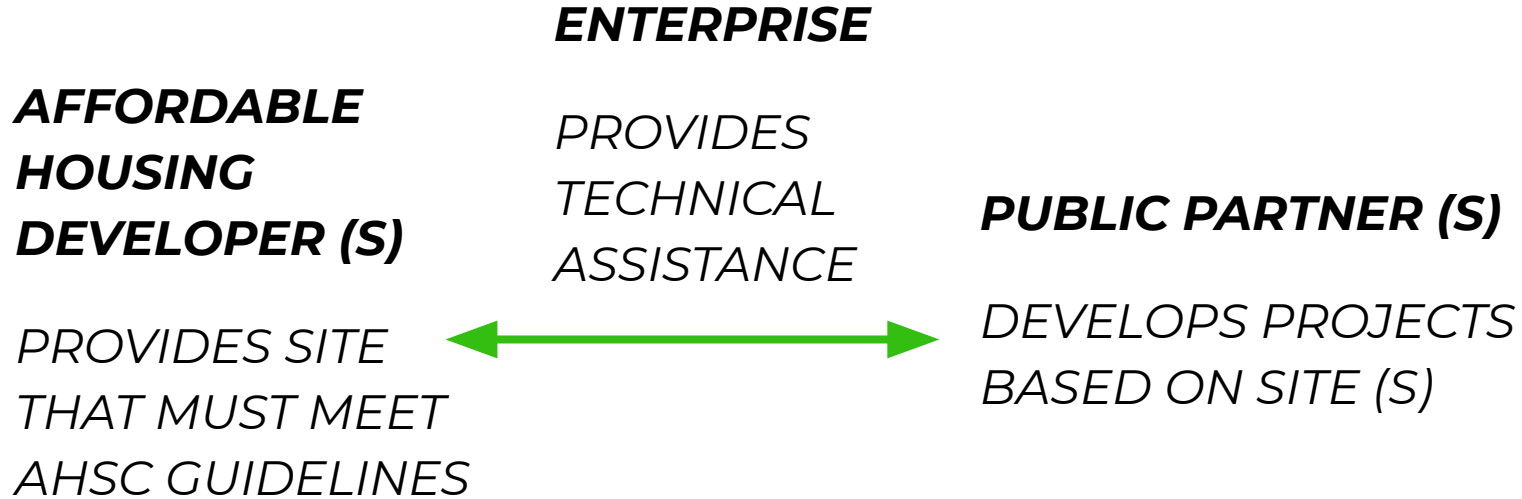 AFFORDABLE
HOUSING
DEVELOPER (S)
PROVIDES SITE
THAT MUST MEET
AHSC GUIDELINES
ENTERPRISE
PROVIDES
TECHNICAL
ASSISTANCE
PUBLIC PARTNER (S)
DEVELOPS PROJECTS
BASED ON SITE (S)